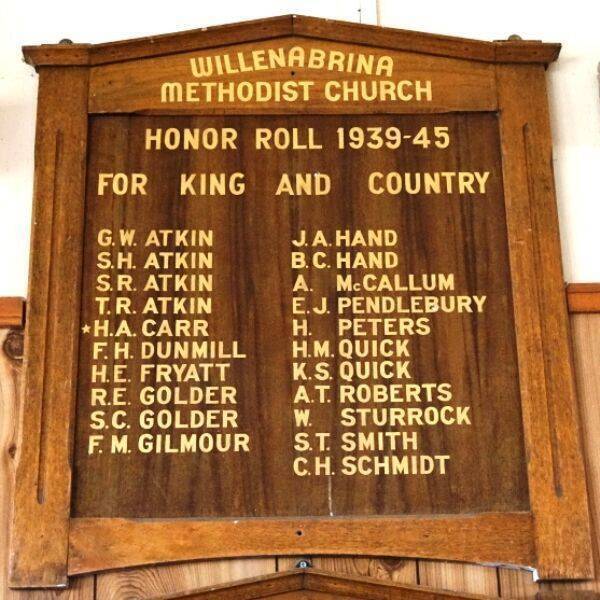 WILLENABRINA
METHODIST CHURCH
HONOR ROLL 1939-45
FOR KING AND COUNTRY
G.W. ATKIN
S.H. ATKIN
S.R. ATKIN
T.R. ATKIN
★H.A. CARR
F.H. DUNMILL
H.E. FRYATT
R.E. GOLDER
S.C. GOLDER
F.M. GILMOUR
J.A. HAND
B.C. HAND
A. McCALLUM
E.J. PENDLEBURY
H. PETERS
H.M. QUICK
K.S. QUICK
A.T. ROBERTS
W. STURROCK
S.T. SMITH
C.H. SCHMIDT